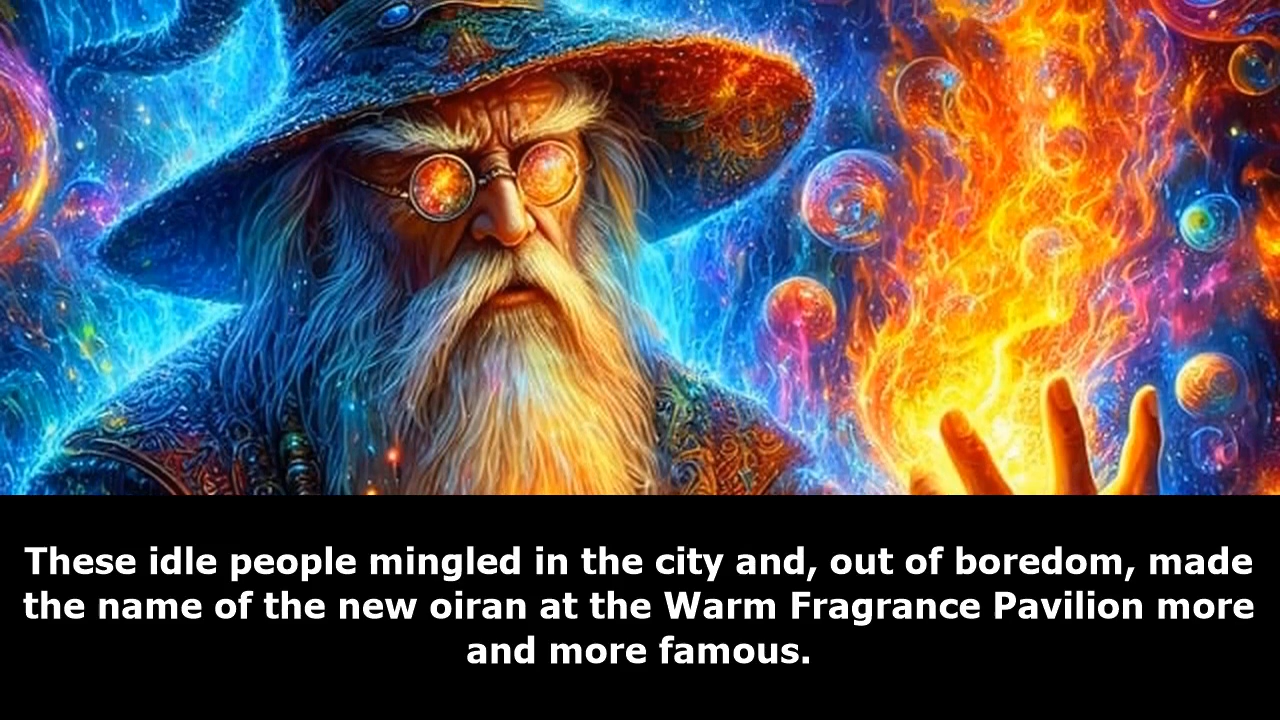 These idle people mingled in the city and, out of boredom, made
the name of the new oiran at the Warm Fragrance Pavilion more
and more famous.